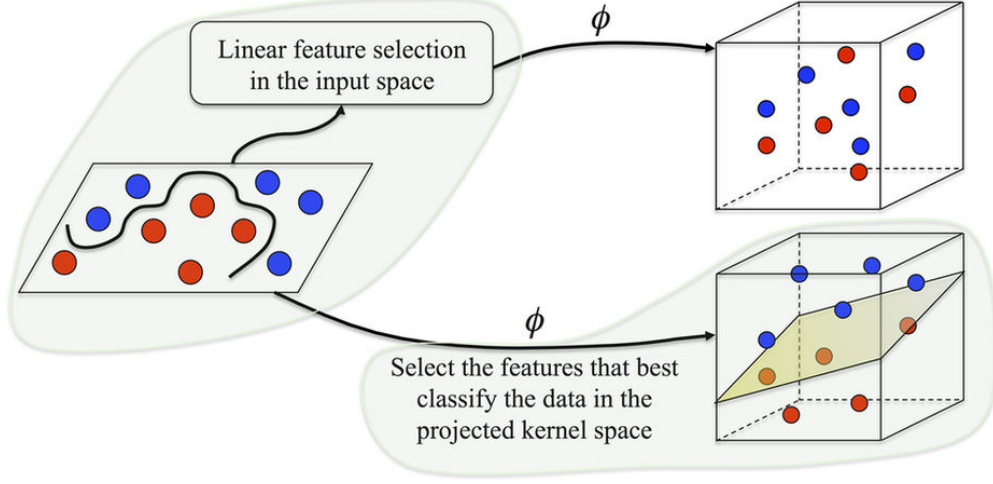 Linear feature selection
in the input space
ϕ
ϕ
Select the features that best
classify the data in the
projected kernel space